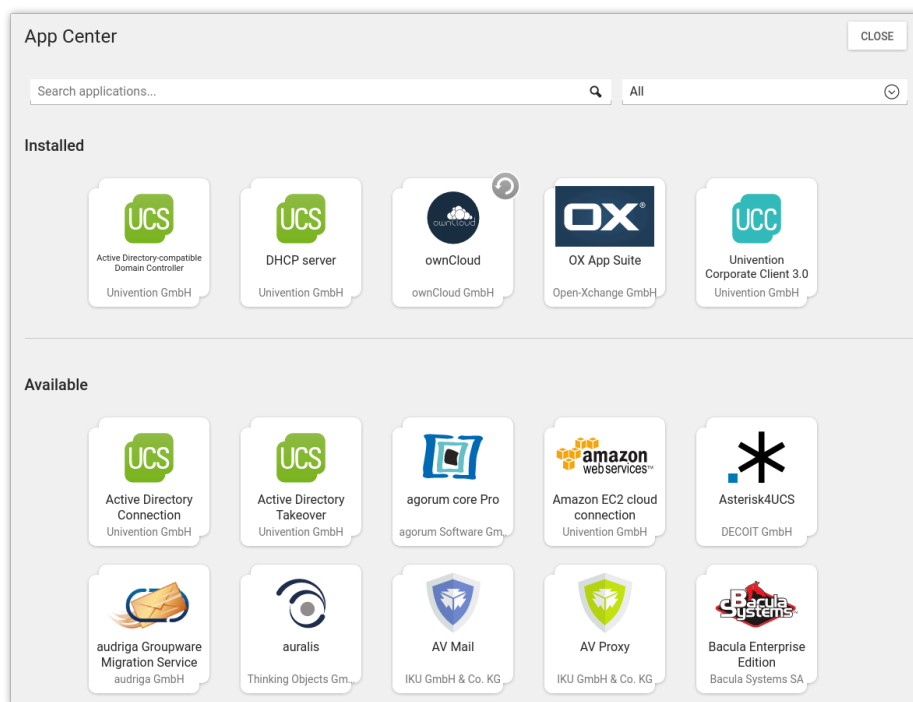 App Center
CLOSE
Search applications...
All
Installed
UCS
UCS
ownCloud
OX®
UCC
Active Directory-compatible
Domain Controller
DHCP server
ownCloud
OX App Suite
Univention
Corporate Client 3.0
Univention GmbH
Univention GmbH
ownCloud GmbH
Open-Xchange GmbH
Univention GmbH
Available
UCS
UCS
amazon
webservices™
Active Directory
Connection
Active Directory
Takeover
agorum core Pro
Amazon EC2 cloud
connection
Asterisk4UCS
Univention GmbH
Univention GmbH
agorum Software Gm...
Univention GmbH
DECOIT GmbH
Bacula
Systems™
audriga Groupware
Migration Service
auralis
AV Mail
AV Proxy
Bacula Enterprise
Edition
audriga GmbH
Thinking Objects Gm...
IKU GmbH & Co. KG
IKU GmbH & Co. KG
Bacula Systems SA